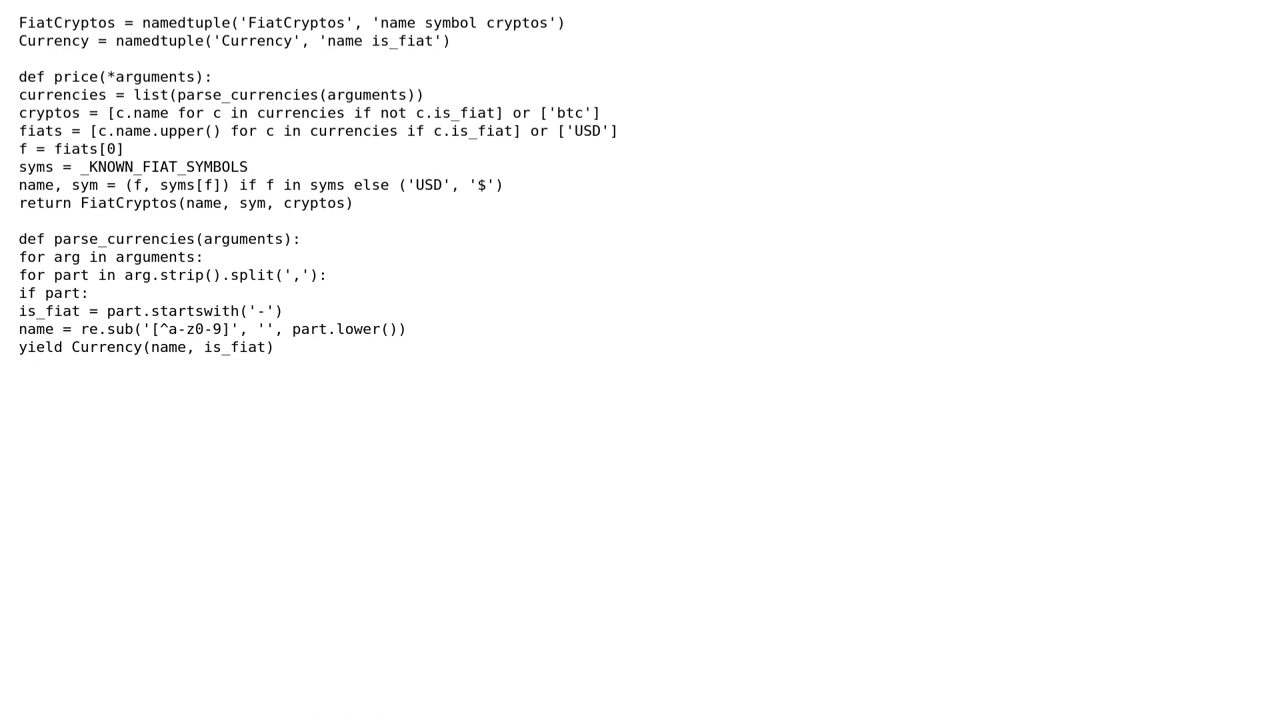 FiatCryptos = namedtuple('FiatCryptos', 'name symbol cryptos')
Currency = namedtuple('Currency', 'name is_fiat')

def price(*arguments):
currencies = list(parse_currencies(arguments))
cryptos = [c.name for c in currencies if not c.is_fiat] or ['btc']
fiats = [c.name.upper() for c in currencies if c.is_fiat] or ['USD']
f = fiats[0]
syms = _KNOWN_FIAT_SYMBOLS
name, sym = (f, syms[f]) if f in syms else ('USD', '$')
return FiatCryptos(name, sym, cryptos)

def parse_currencies(arguments):
for arg in arguments:
for part in arg.strip().split(','):
if part:
is_fiat = part.startswith('-')
name = re.sub('[^a-z0-9]', '', part.lower())
yield Currency(name, is_fiat)